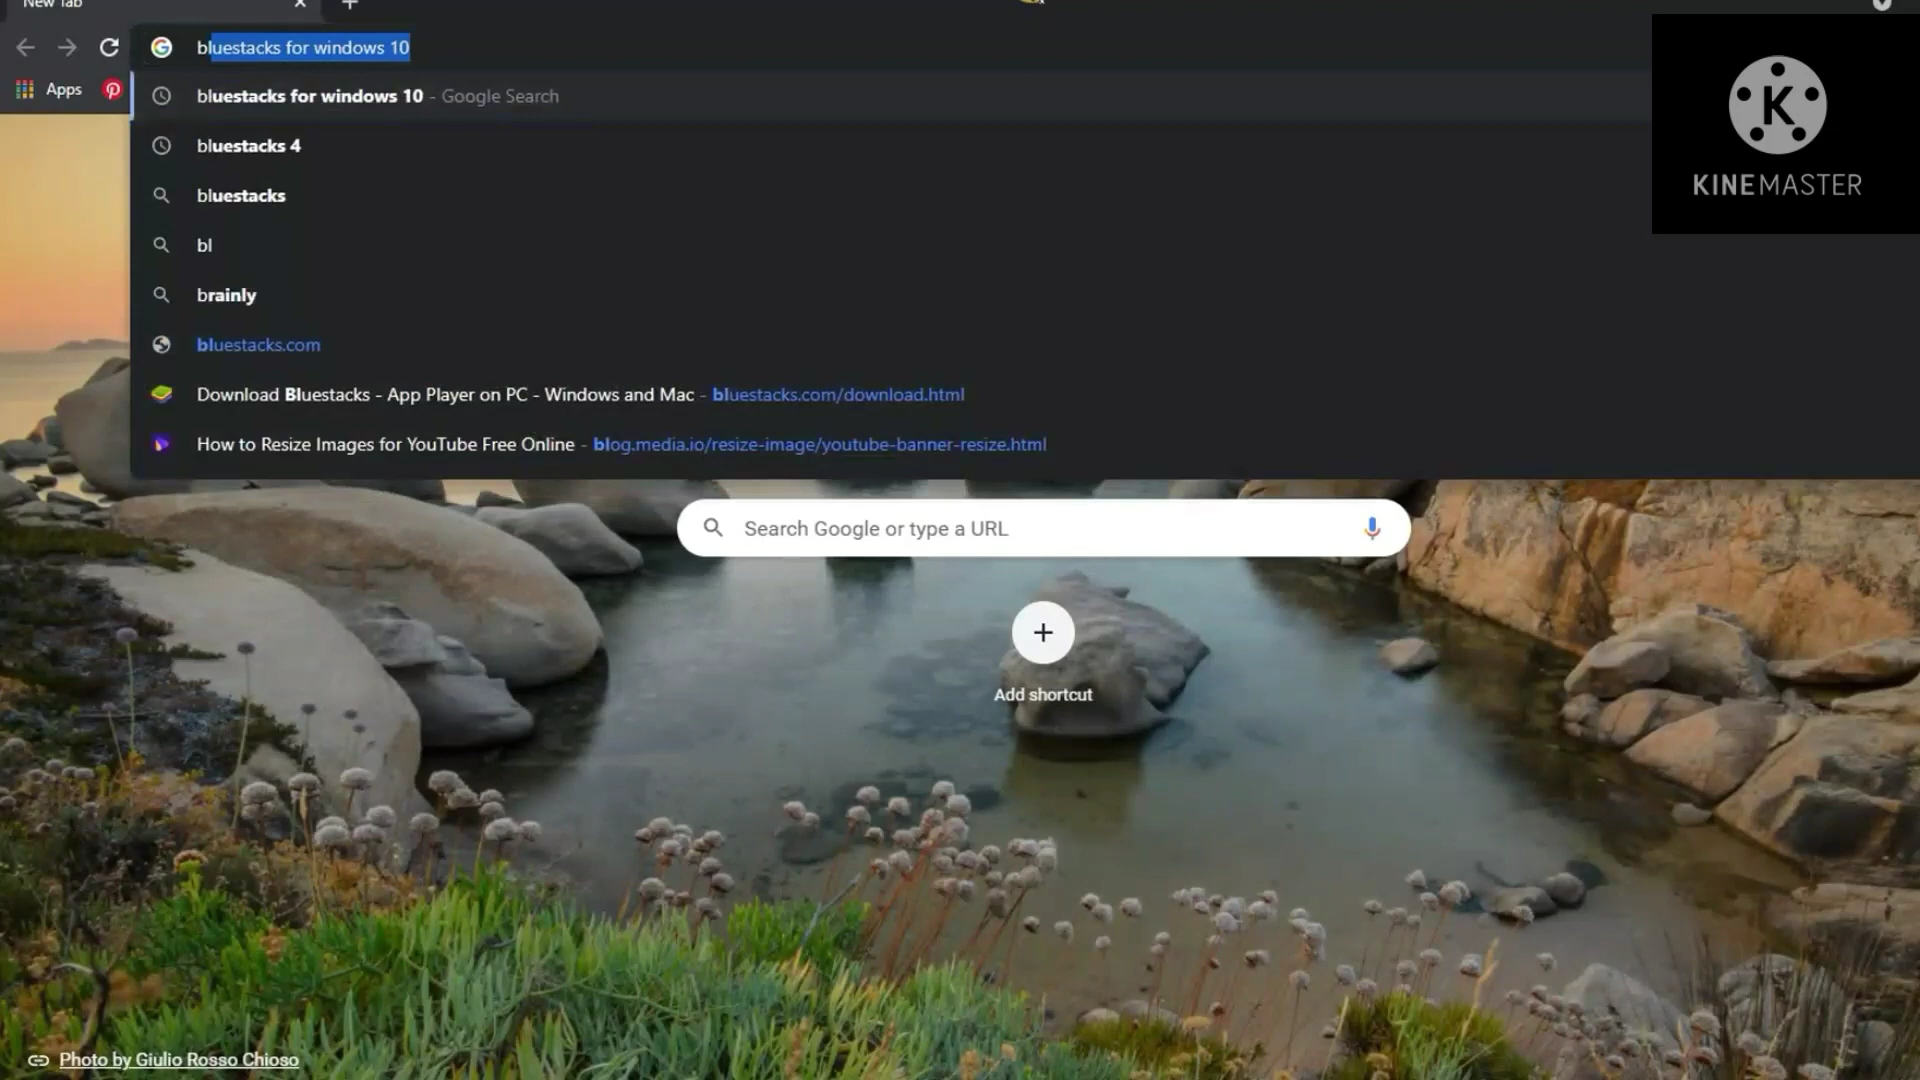 New Tab
bluestacks for windows 10
Apps
bluestacks for windows 10 - Google Search
bluestacks 4
bluestacks
bl
brainly
bluestacks.com
Download Bluestacks - App Player on PC - Windows and Mac - bluestacks.com/download.html
How to Resize Images for YouTube Free Online - blog.media.io/resize-image/youtube-banner-resize.html
K
KINEMASTER
Search Google or type a URL
Add shortcut
Photo by Giulio Rosso Chioso